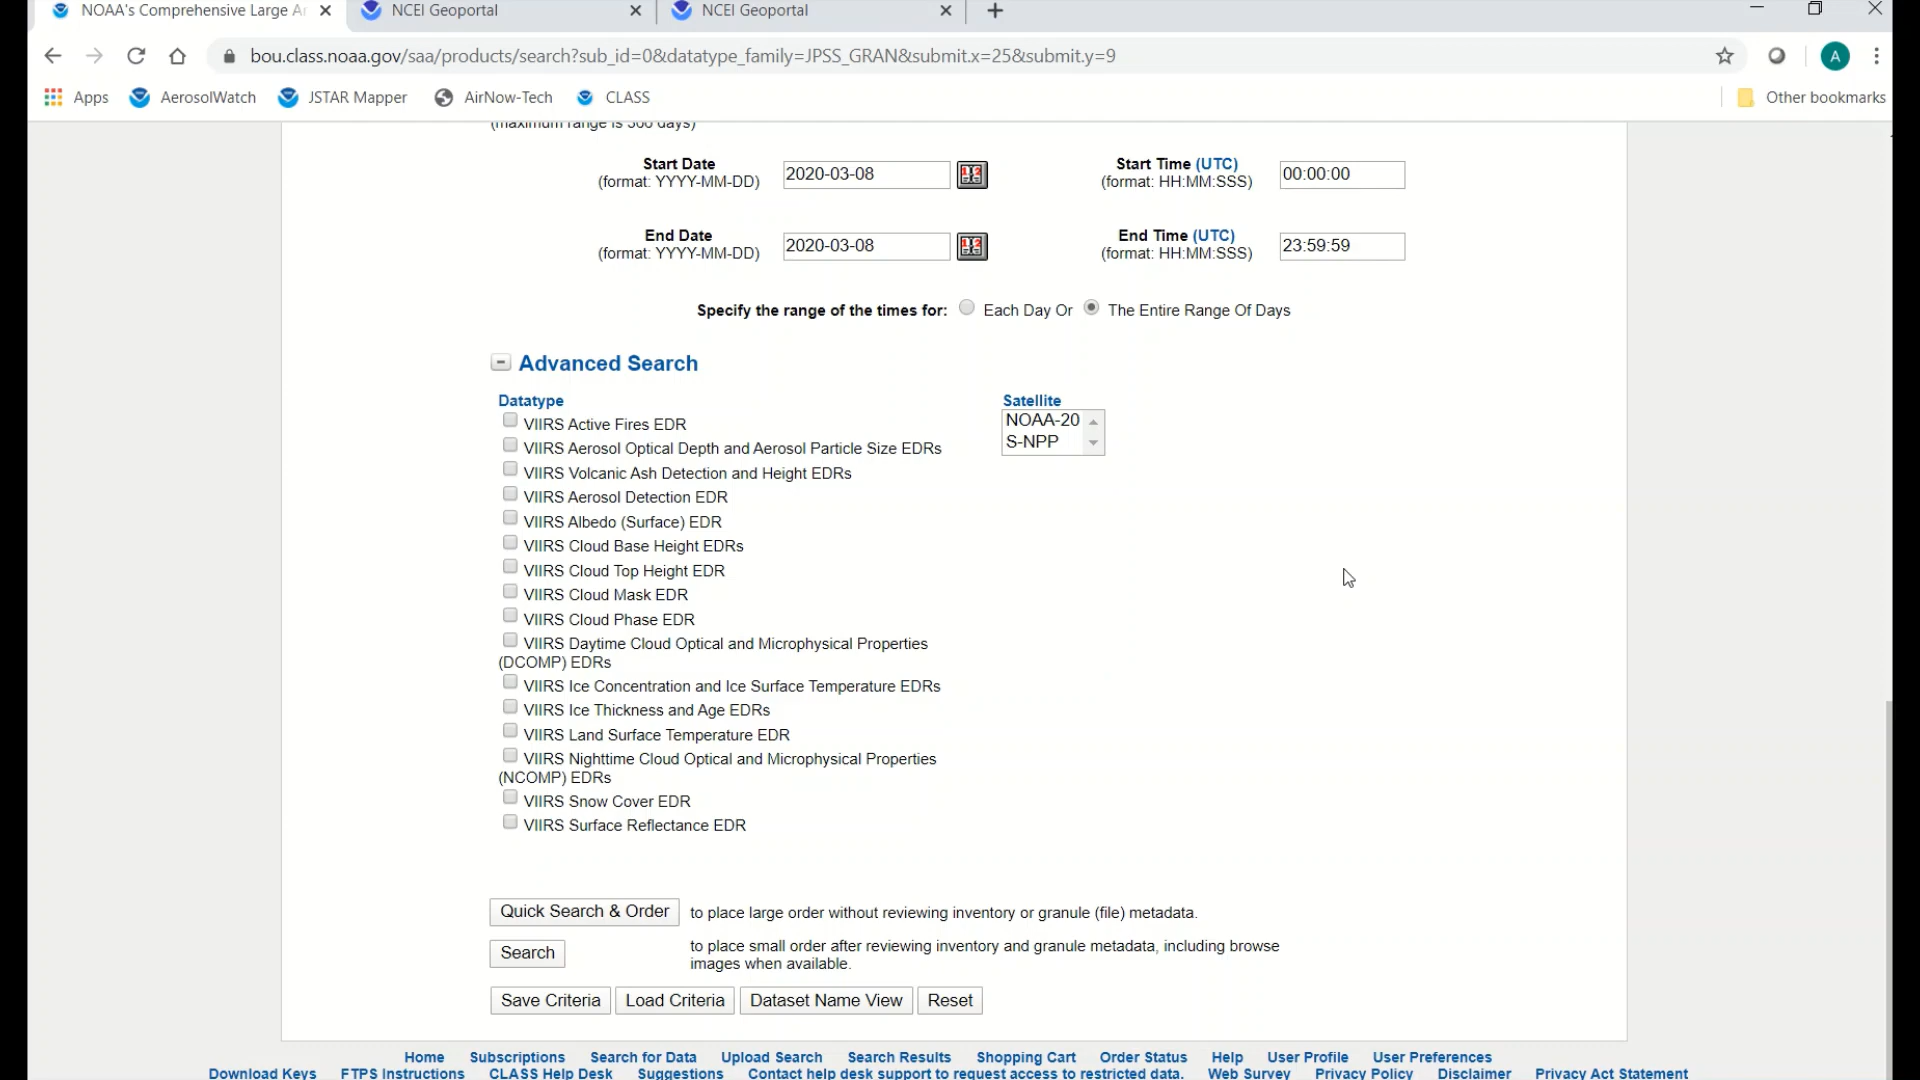 NOAA's Comprehensive Large Ar
NCEI Geoportal
NCEI Geoportal
bou.class.noaa.gov/saa/products/search?sub_id=0&datatype_family=JPSS_GRAN&submit.x=25&submit.y=9
A
Apps AerosolWatch JSTAR Mapper AirNow-Tech CLASS Other bookmarks
(maximum range is 366 days)
Start Date
(format: YYYY-MM-DD)
2020-03-08
Start Time (UTC)
(format: HH:MM:SSS)
00:00:00
End Date
(format: YYYY-MM-DD)
2020-03-08
End Time (UTC)
(format: HH:MM:SSS)
23:59:59
Specify the range of the times for: Each Day Or The Entire Range Of Days
Advanced Search
Datatype
VIIRS Active Fires EDR
VIIRS Aerosol Optical Depth and Aerosol Particle Size EDRs
VIIRS Volcanic Ash Detection and Height EDRs
VIIRS Aerosol Detection EDR
VIIRS Albedo (Surface) EDR
VIIRS Cloud Base Height EDRs
VIIRS Cloud Top Height EDR
VIIRS Cloud Mask EDR
VIIRS Cloud Phase EDR
VIIRS Daytime Cloud Optical and Microphysical Properties
(DCOMP) EDRs
VIIRS Ice Concentration and Ice Surface Temperature EDRs
VIIRS Ice Thickness and Age EDRs
VIIRS Land Surface Temperature EDR
VIIRS Nighttime Cloud Optical and Microphysical Properties
(NCOMP) EDRs
VIIRS Snow Cover EDR
VIIRS Surface Reflectance EDR
Satellite
NOAA-20
S-NPP
Quick Search & Order to place large order without reviewing inventory or granule (file) metadata.
Search
to place small order after reviewing inventory and granule metadata, including browse
images when available.
Save Criteria Load Criteria Dataset Name View Reset
Home Subscriptions Search for Data Upload Search Search Results Shopping Cart Order Status Help User Profile User Preferences
Download Keys FTPS Instructions CLASS Help Desk Suggestions Contact help desk support to request access to restricted data. Web Survey Privacy Policy Disclaimer Privacy Act Statement